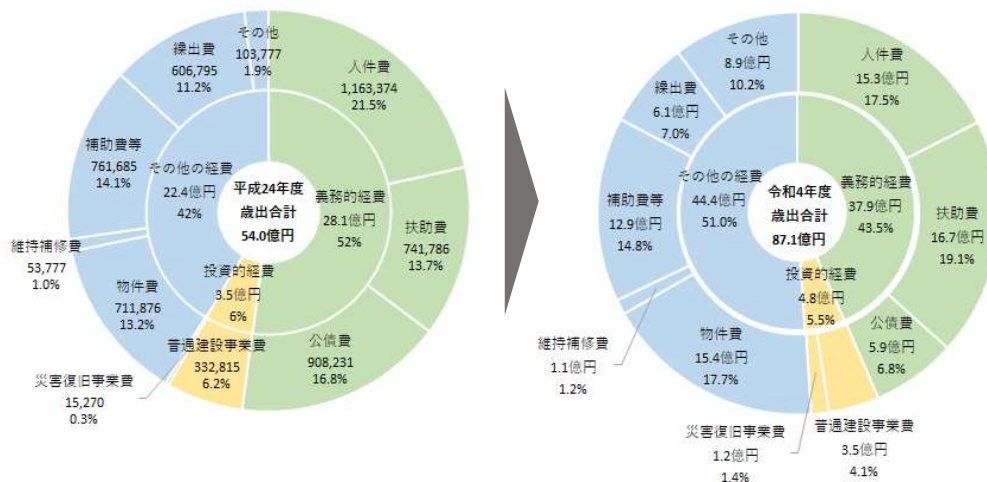 その他
103,777
1.9%
人件費
1,163,374
21.5%
扶助費
741,786
13.7%
公債費
908,231
16.8%
普通建設事業費
332,815
6.2%
災害復旧事業費
15,270
0.3%
物件費
711,876
13.2%
維持補修費
53,777
1.0%
補助費等
761,685
14.1%
繰出費
606,795
11.2%
その他の経費
22.4億円
42%
平成24年度
歳出合計
54.0億円
義務的経費
28.1億円
52%
投資的経費
3.5億円
6%
その他
8.9億円
10.2%
人件費
15.3億円
17.5%
扶助費
16.7億円
19.1%
公債費
5.9億円
6.8%
普通建設事業費
3.5億円
4.1%
災害復旧事業費
1.2億円
1.4%
物件費
15.4億円
17.7%
維持補修費
1.1億円
1.2%
補助費等
12.9億円
14.8%
繰出費
6.1億円
7.0%
その他の経費
44.4億円
51.0%
令和4年度
歳出合計
87.1億円
義務的経費
37.9億円
43.5%
投資的経費
4.8億円
5.5%